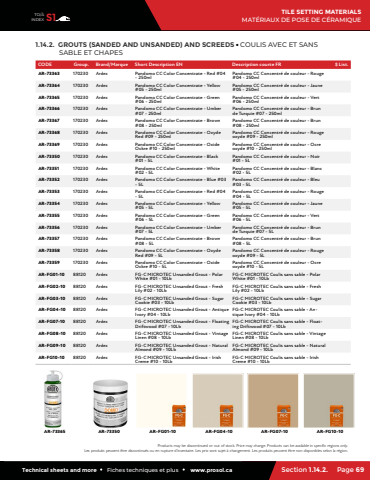 TILE SETTING MATERIALS
MATÉRIAUX DE POSE DE CÉRAMIQUE
TOIS
INDEX
51
1.14.2. GROUTS (SANDED AND UNSANDED) AND SCREEDS • COULIS AVEC ET SANS
SABLE ET CHAPES
CODE Group. Brand/Marque Short Description EN Description courte FR $ List.
AR-73363 170230 Ardex Pandomo CC Color Concentrate - Red #04 - 250ml Pandomo CC Concentré de couleur - Rouge #04 - 250ml
AR-73364 170230 Ardex Pandomo CC Color Concentrate - Yellow #05 - 250ml Pandomo CC Concentré de couleur - Jaune #05 - 250ml
AR-73365 170230 Ardex Pandomo CC Color Concentrate - Green #06 - 250ml Pandomo CC Concentré de couleur - Vert #06 - 250ml
AR-73366 170230 Ardex Pandomo CC Color Concentrate - Umber #07 - 250ml Pandomo CC Concentré de couleur - Brun de Turquie #07 - 250ml
AR-73367 170230 Ardex Pandomo CC Color Concentrate - Brown #08 - 250ml Pandomo CC Concentré de couleur - Brun #08 - 250ml
AR-73368 170230 Ardex Pandomo CC Color Concentrate - Oxyde Red #09 - 250ml Pandomo CC Concentré de couleur - Rouge oxyde #09 - 250ml
AR-73369 170230 Ardex Pandomo CC Color Concentrate - Oxide Ochre #10 - 250ml Pandomo CC Concentré de couleur - Ocre oxyde #10 - 250ml
AR-73350 170230 Ardex Pandomo CC Color Concentrate - Black #01 - 5L Pandomo CC Concentré de couleur - Noir #01 - 5L
AR-73351 170230 Ardex Pandomo CC Color Concentrate - White #02 - 5L Pandomo CC Concentré de couleur - Blanc #02 - 5L
AR-73352 170230 Ardex Pandomo CC Color Concentrate - Blue #03 - 5L Pandomo CC Concentré de couleur - Bleu #03 - 5L
AR-73353 170230 Ardex Pandomo CC Color Concentrate - Red #04 - 5L Pandomo CC Concentré de couleur - Rouge #04 - 5L
AR-73354 170230 Ardex Pandomo CC Color Concentrate - Yellow #05 - 5L Pandomo CC Concentré de couleur - Jaune #05 - 5L
AR-73355 170230 Ardex Pandomo CC Color Concentrate - Green #06 - 5L Pandomo CC Concentré de couleur - Vert #06 - 5L
AR-73356 170230 Ardex Pandomo CC Color Concentrate - Umber #07 - 5L Pandomo CC Concentré de couleur - Brun de Turquie #07 - 5L
AR-73357 170230 Ardex Pandomo CC Color Concentrate - Brown #08 - 5L Pandomo CC Concentré de couleur - Brun #08 - 5L
AR-73358 170230 Ardex Pandomo CC Color Concentrate - Oxyde Red #09 - 5L Pandomo CC Concentré de couleur - Rouge oxyde #09 - 5L
AR-73359 170230 Ardex Pandomo CC Color Concentrate - Oxide Ochre #10 - 5L Pandomo CC Concentré de couleur - Ocre oxyde #10 - 5L
AR-FG01-10 88120 Ardex FG-C MICROTEC Unsanded Grout - Polar White #01 - 10Lb FG-C MICROTEC Coulis sans sable - Polar White #01 - 10Lb
AR-FG02-10 88120 Ardex FG-C MICROTEC Unsanded Grout - Fresh Lily #02 - 10Lb FG-C MICROTEC Coulis sans sable - Fresh Lily #02 - 10Lb
AR-FG03-10 88120 Ardex FG-C MICROTEC Unsanded Grout - Sugar Cookie #03 - 10Lb FG-C MICROTEC Coulis sans sable - Sugar Cookie #03 - 10Lb
AR-FG04-10 88120 Ardex FG-C MICROTEC Unsanded Grout - Antique Ivory #04 - 10Lb FG-C MICROTEC Coulis sans sable - Antique Ivory #04 - 10Lb
AR-FG07-10 88120 Ardex FG-C MICROTEC Unsanded Grout - Floating Driftwood #07 - 10Lb FG-C MICROTEC Coulis sans sable - Floating Driftwood #07 - 10Lb
AR-FG08-10 88120 Ardex FG-C MICROTEC Unsanded Grout - Vintage Linen #08 - 10Lb FG-C MICROTEC Coulis sans sable - Vintage Linen #08 - 10Lb
AR-FG09-10 88120 Ardex FG-C MICROTEC Unsanded Grout - Natural Almond #09 - 10Lb FG-C MICROTEC Coulis sans sable - Natural Almond #09 - 10Lb
AR-FG10-10 88120 Ardex FG-C MICROTEC Unsanded Grout - Irish Creme #10 - 10Lb FG-C MICROTEC Coulis sans sable - Irish Creme #10 - 10Lb
AR-73365 AR-73350 AR-FG01-10 AR-FG04-10 AR-FG07-10 AR-FG10-10
Products may be discontinued or out of stock. Price may change. Products can be available in specific regions only.
Les produits peuvent être discontinués ou en rupture d'inventaire. Les prix sont sujet à changement. Les produits peuvent être non disponibles selon la région.
Technical sheets and more • Fiches techniques et plus • www.prosol.ca Section 1.14.2. Page 69